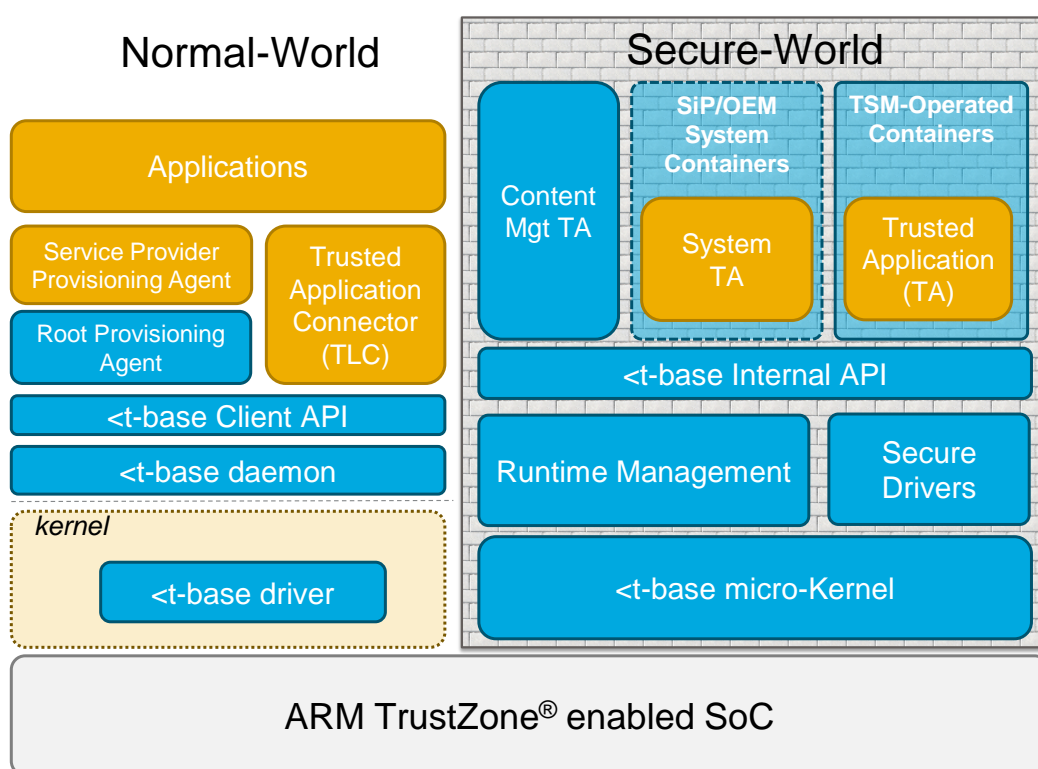 Normal-World
Applications
Service Provider
Provisioning Agent
Root Provisioning
Agent
Trusted
Application
Connector
(TLC)
<t-base Client API
<t-base daemon
kernel
<t-base driver
Secure-World
Content
Mgt TA
SiP/OEM
System
Containers
System
TA
TSM-Operated
Containers
Trusted
Application
(TA)
<t-base Internal API
Runtime Management
Secure
Drivers
<t-base micro-Kernel
ARM TrustZone® enabled SoC